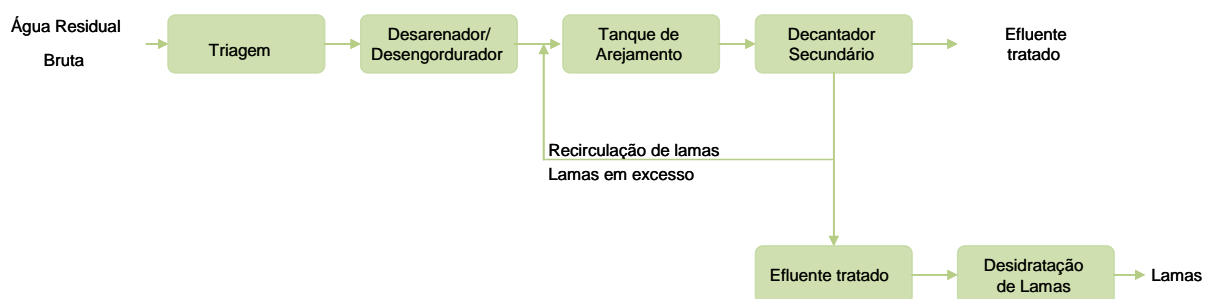 Água Residual
Bruta
Triagem
Desarenador/
Desengordurador
Tanque de
Arejamento
Decantador
Secundário
Efluente
tratado
Recirculação de lamas
Lamas em excesso
Efluente tratado
Desidratação
de Lamas
Lamas